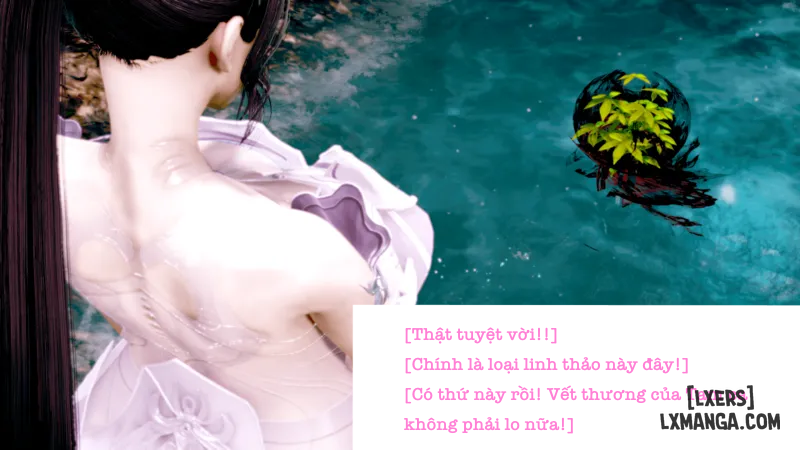 [Thật tuyệt vời!!]
[Chính là loại linh thảo này đây!]
[Có thứ này rồi! Vết thương của
không phải lo nữa!]
[LXERS]
LXMANGA.COM